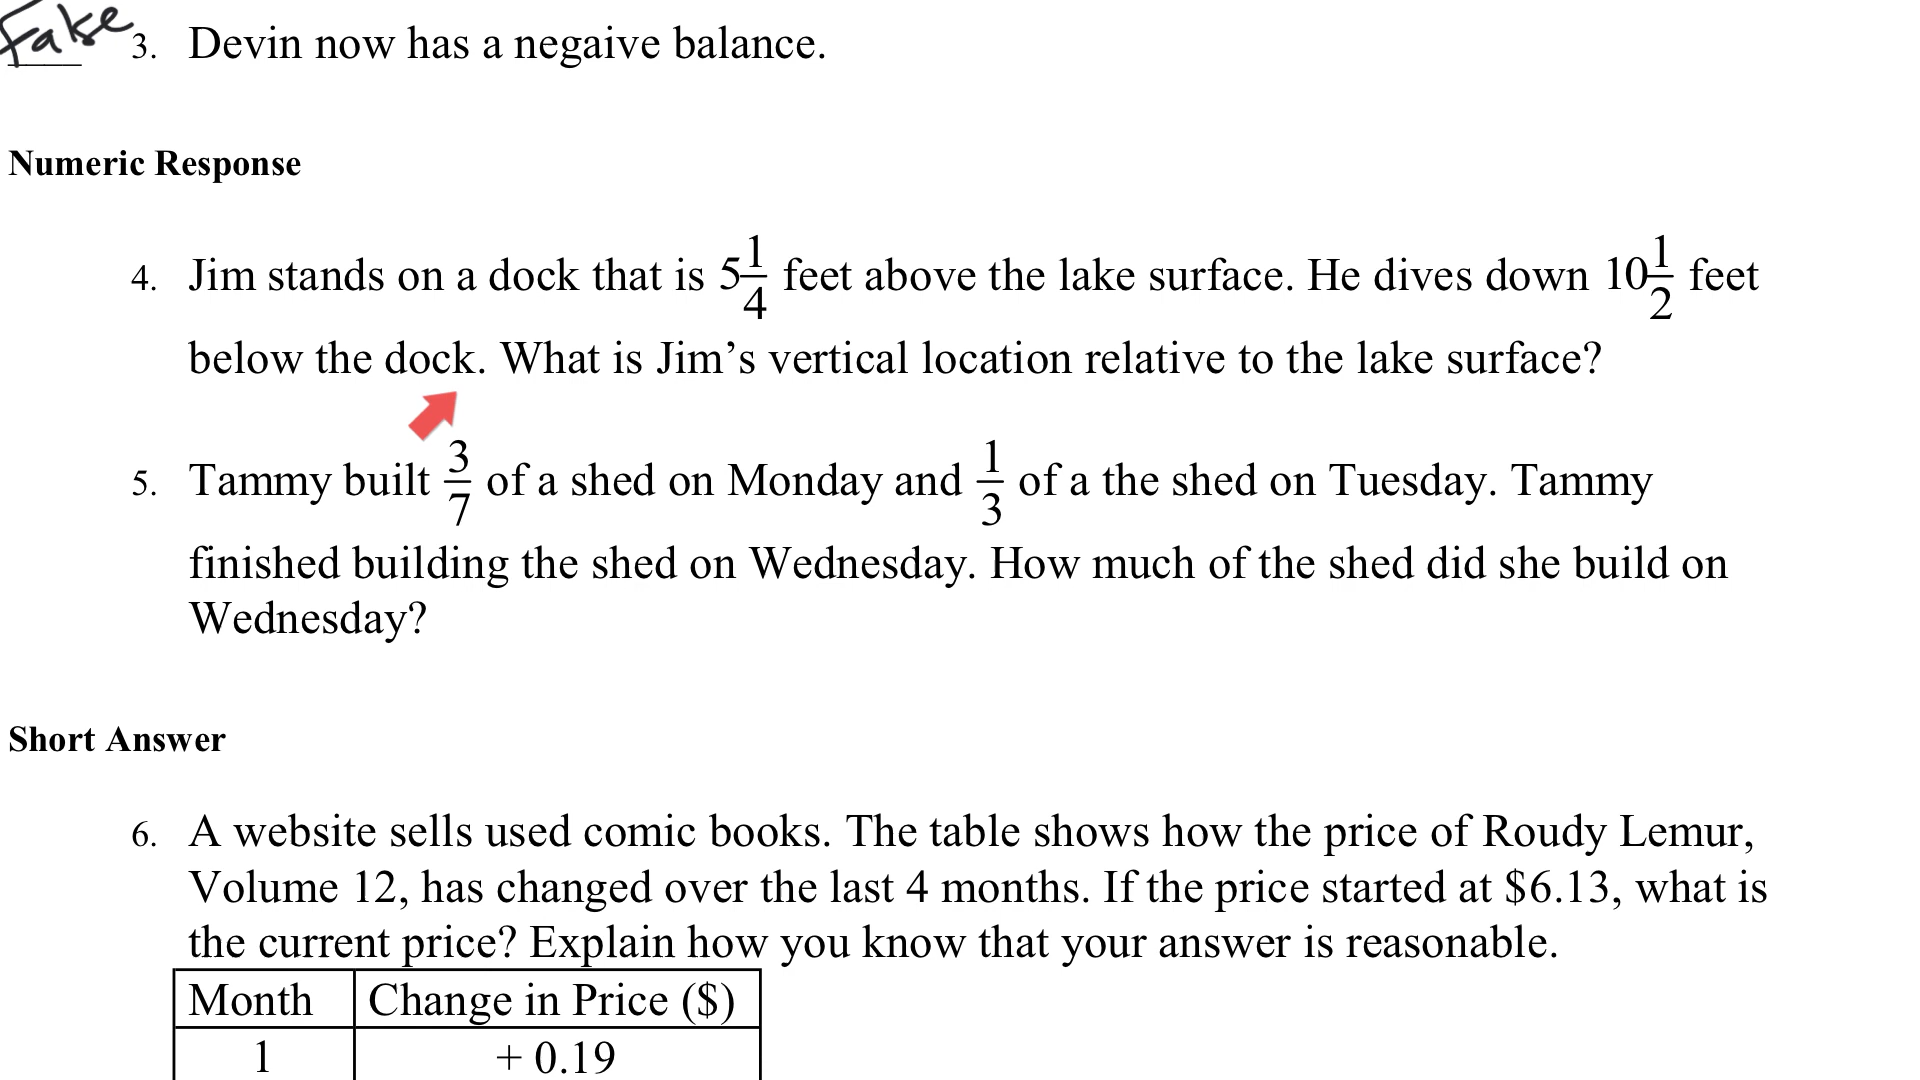 False
3. Devin now has a negaive balance.
Numeric Response
4. Jim stands on a dock that is 5 1/4 feet above the lake surface. He dives down 10 1/2 feet
below the dock. What is Jim’s vertical location relative to the lake surface?
5. Tammy built 3/7 of a shed on Monday and 1/3 of a the shed on Tuesday. Tammy
finished building the shed on Wednesday. How much of the shed did she build on
Wednesday?
Short Answer
6. A website sells used comic books. The table shows how the price of Roudy Lemur,
Volume 12, has changed over the last 4 months. If the price started at $6.13, what is
the current price? Explain how you know that your answer is reasonable.
Month Change in Price ($)
1 + 0.19